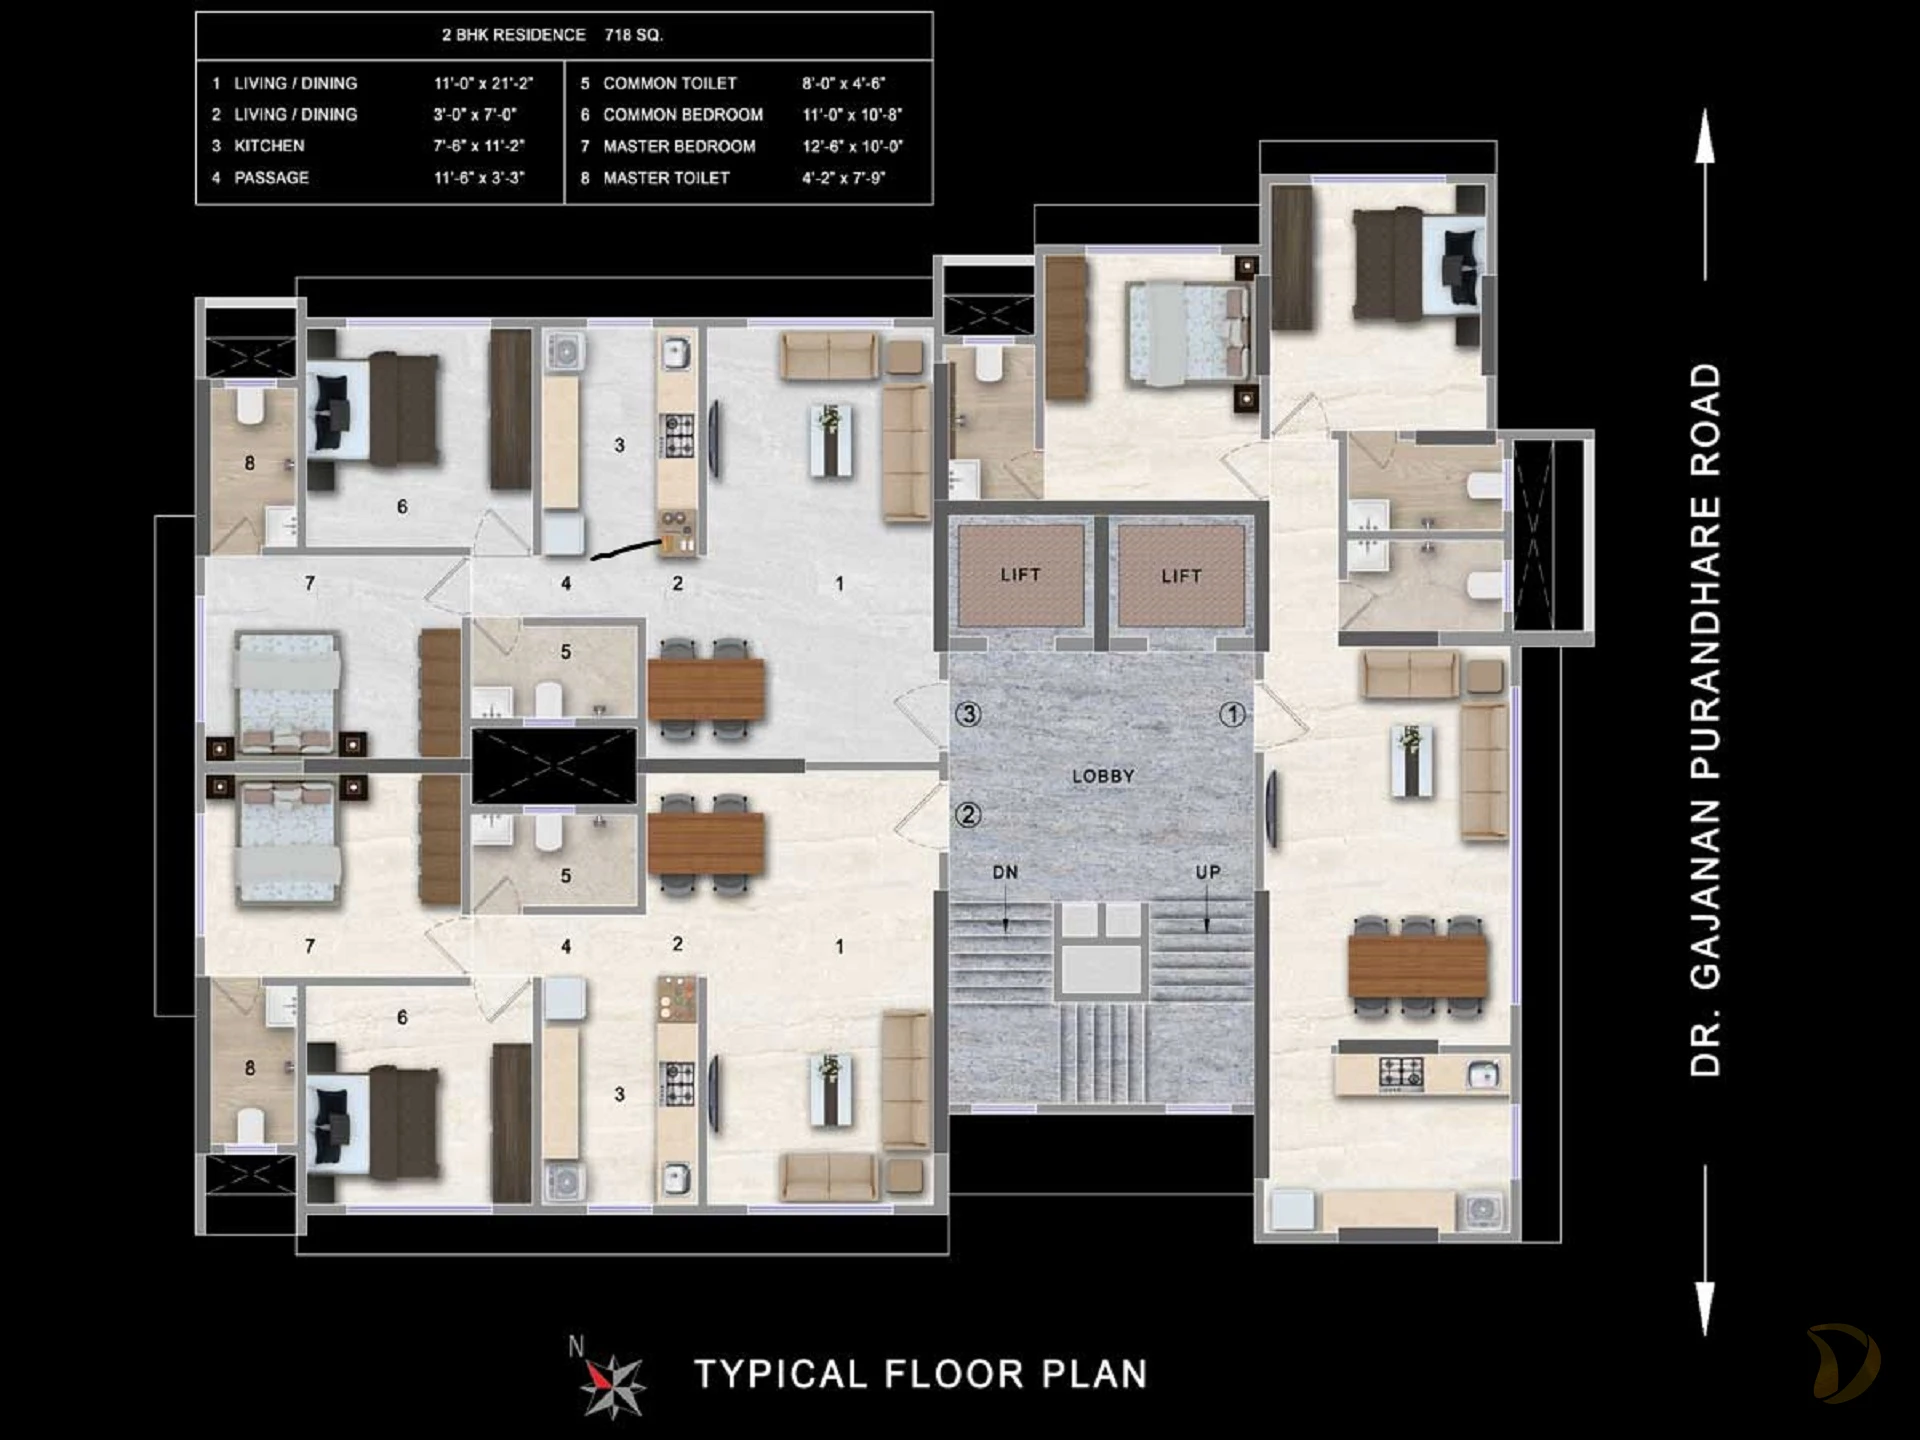 2 BHK RESIDENCE 718 SQ.
1 LIVING / DINING 11'-0" x 21'-2"
2 LIVING / DINING 3'-0" x 7'-0"
3 KITCHEN 7'-6" x 11'-2"
4 PASSAGE 11'-6" x 3'-3"
5 COMMON TOILET 8'-0" x 4'-6"
6 COMMON BEDROOM 11'-0" x 10'-8"
7 MASTER BEDROOM 12'-6" x 10'-0"
8 MASTER TOILET 4'-2" x 7'-9"
8
6
3
7
4
2
1
5
LIFT
LIFT
3
1
LOBBY
2
DN
UP
5
7
4
2
1
6
8
3
DR. GAJANAN PURANDHARE ROAD
N
TYPICAL FLOOR PLAN